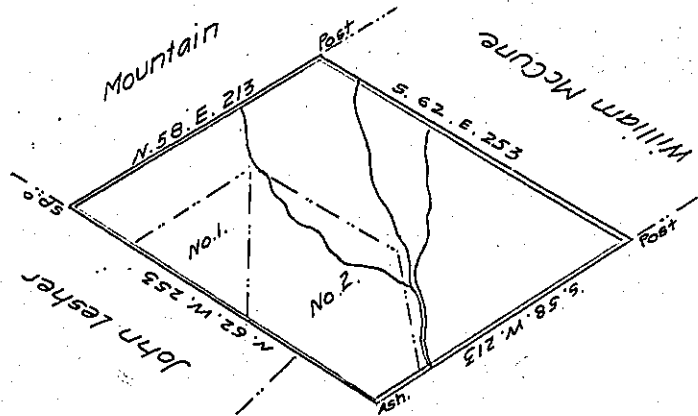 Mountain
Post
William McCune
N. 58. E. 213
S. 62. E. 253
Sp. o
No. 1.
No. 2.
Post
John Lesher
N. 62. W. 253
S. 58. W. 213
Ash.